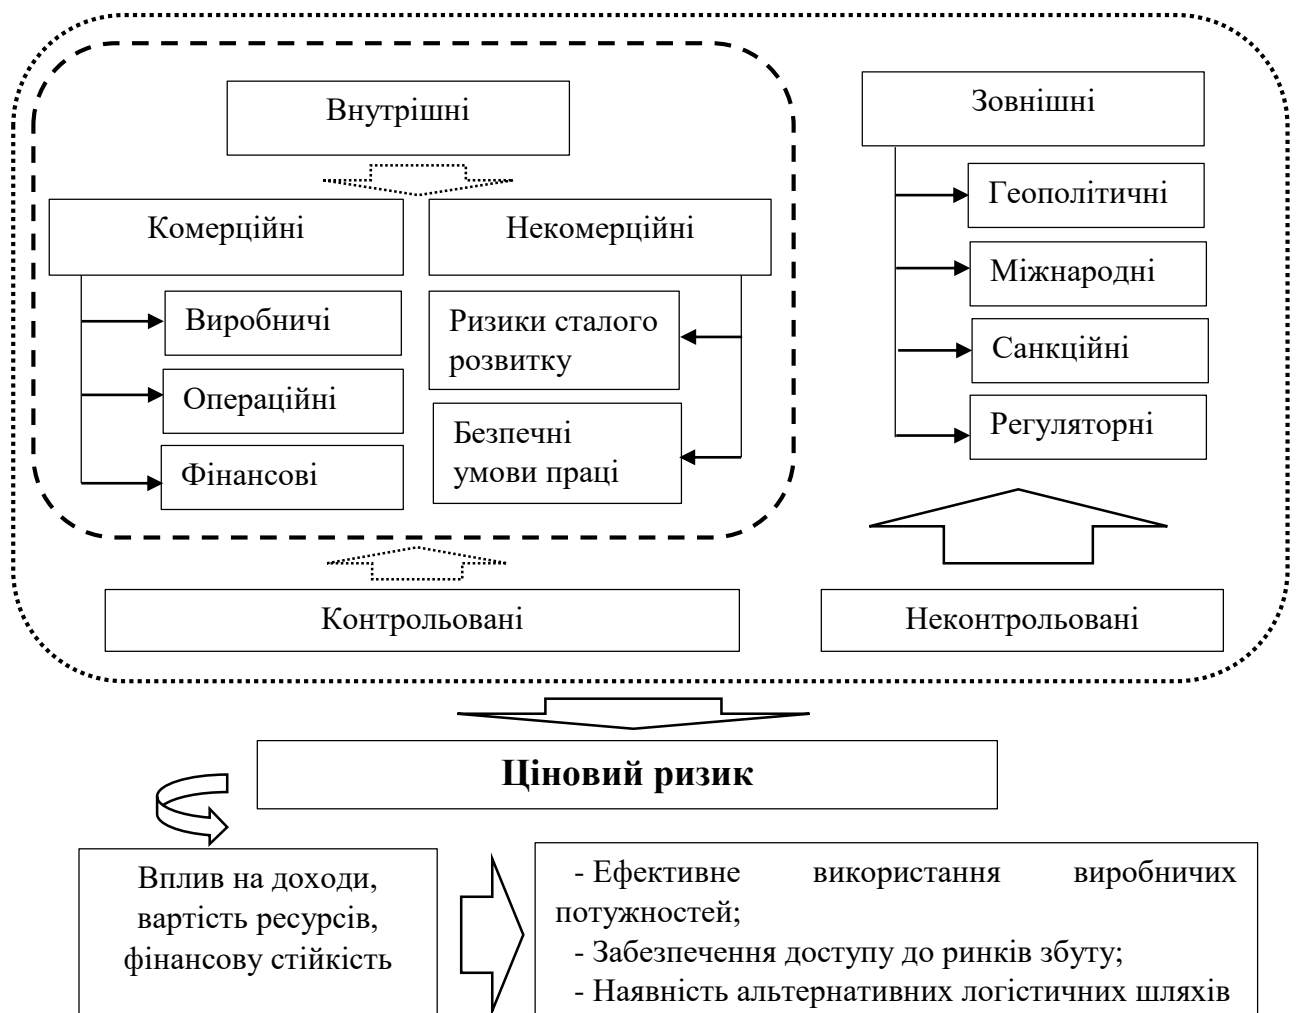 Внутрішні
Зовнішні
Комерційні
Некомерційні
Виробничі
Операційні
Фінансові
Ризики сталого
розвитку
Безпечні
умови праці
Геополітичні
Міжнародні
Санкційні
Регуляторні
Контрольовані
Неконтрольовані
Ціновий ризик
Вплив на доходи,
вартість ресурсів,
фінансову стійкість
- Ефективне використання виробничих
потужностей;
- Забезпечення доступу до ринків збуту;
- Наявність альтернативних логістичних шляхів